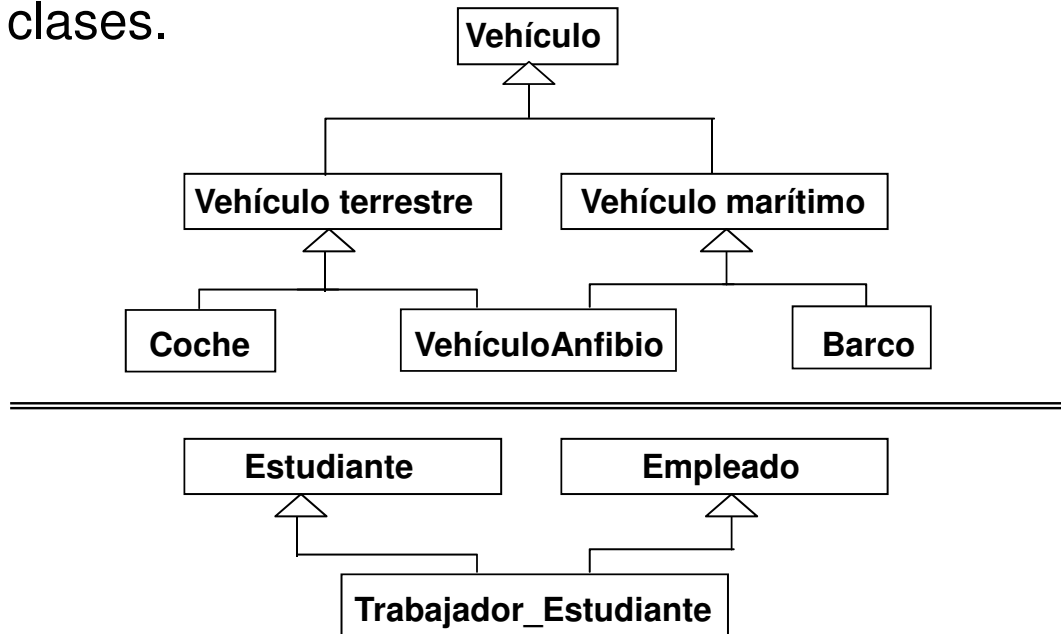 clases.
Vehículo
Vehículo terrestre
Vehículo marítimo
Coche
VehículoAnfibio
Barco
Estudiante
Empleado
Trabajador_Estudiante